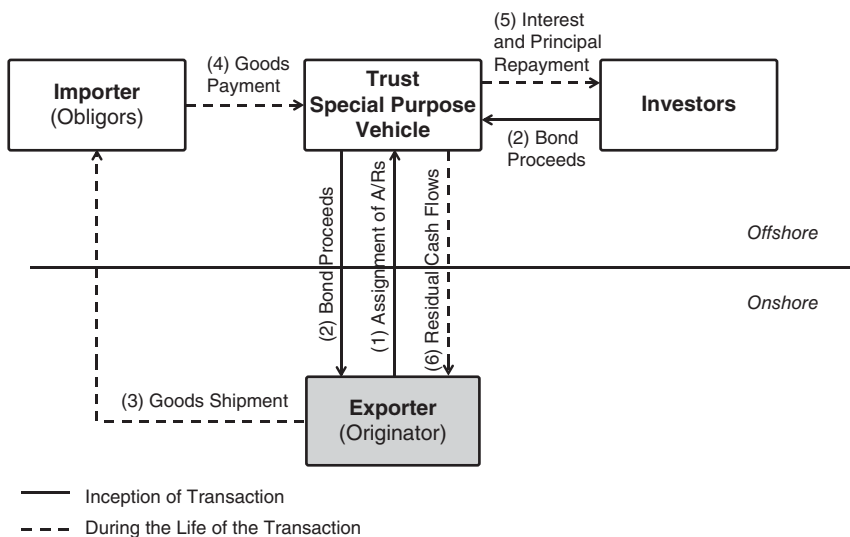 (5) Interest
and Principal
Repayment
(4) Goods
Payment
Importer
(Obligors)
Trust
Special Purpose
Vehicle
Investors
(2) Bond
Proceeds
(2) Bond Proceeds
(1) Assignment of A/Rs
(6) Residual Cash Flows
Offshore
Onshore
(3) Goods Shipment
Exporter
(Originator)
Inception of Transaction
During the Life of the Transaction